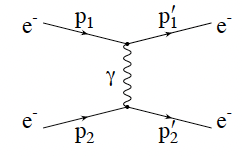 e⁻ p₁ p₁′ e⁻
γ
e⁻ p₂ p₂′ e⁻